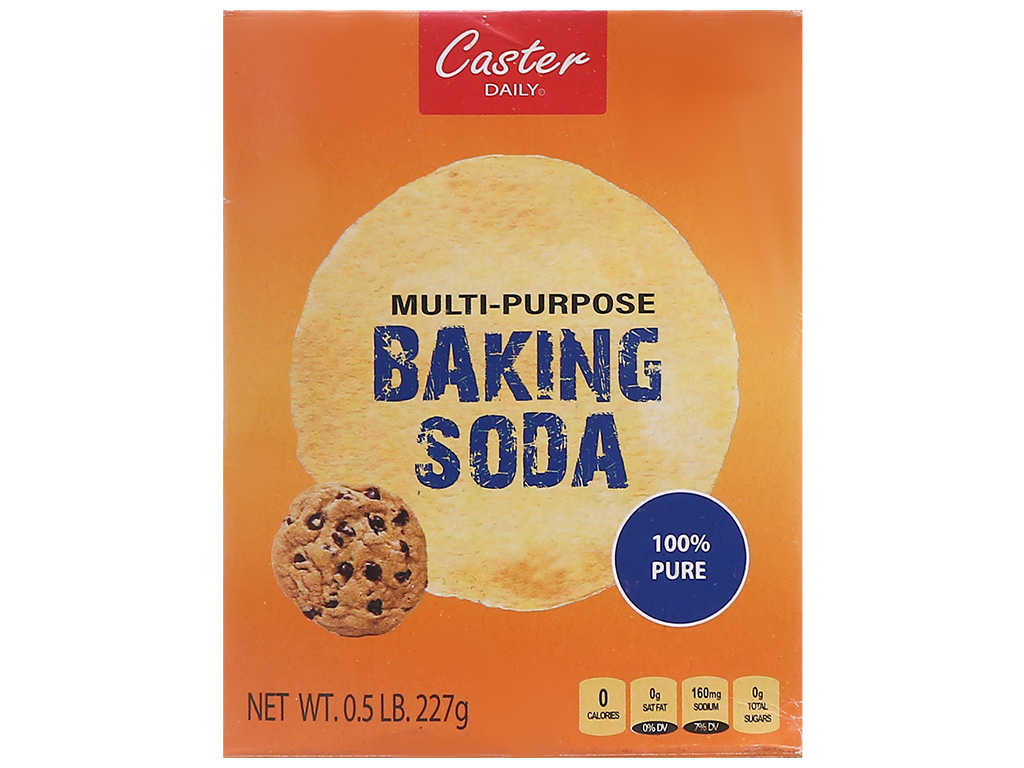 Caster
DAILY©
MULTI-PURPOSE
BAKING
SODA
100%
PURE
NET WT. 0.5 LB. 227g
0
CALORIES
0g
SAT FAT
0% DV
160mg
SODIUM
7% DV
0g
TOTAL
SUGARS